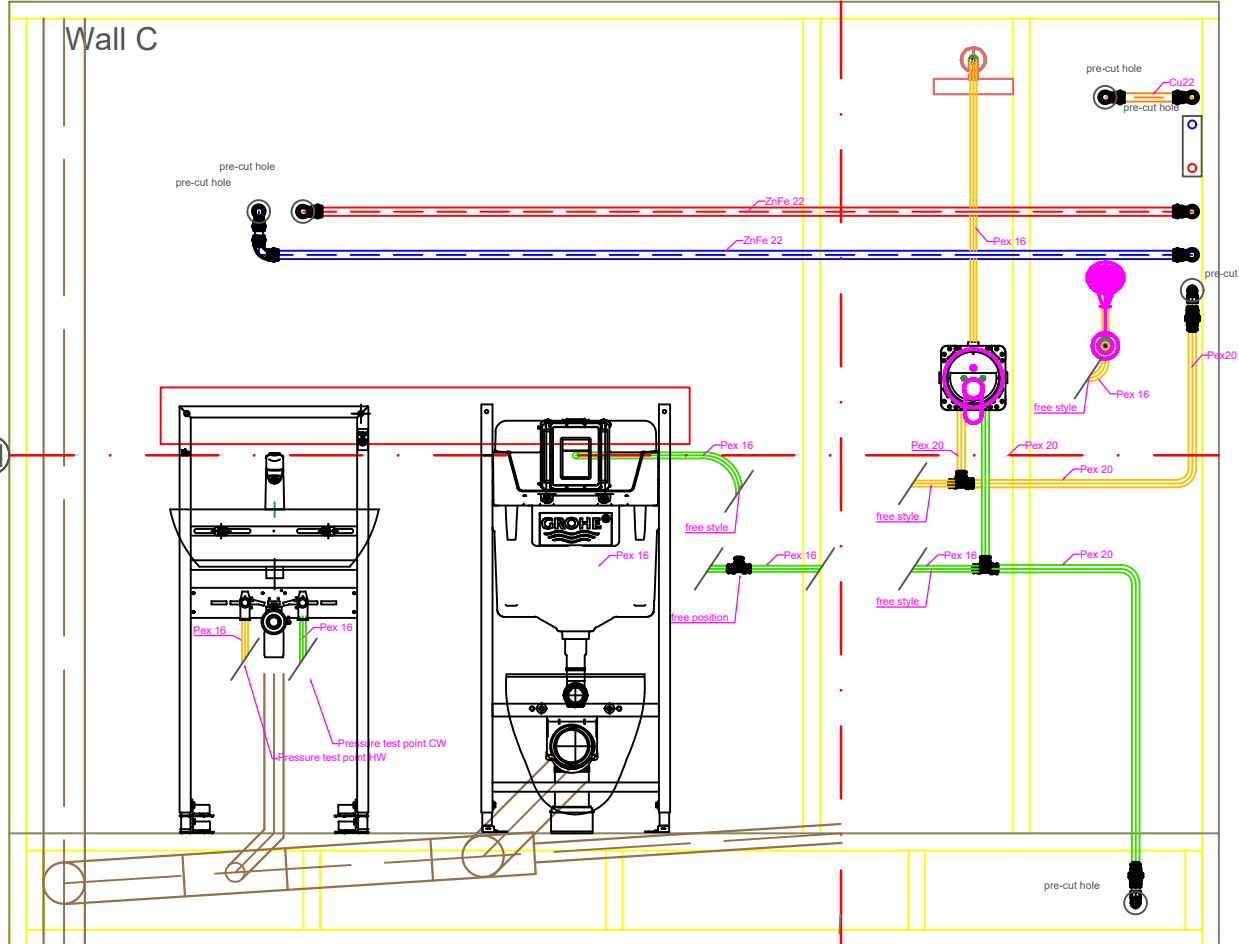 Wall C
pre-cut hole
Cu22
pre-cut hole
pre-cut hole
pre-cut hole
ZnFe 22
ZnFe 22
Pex 16
pre-cut
Pex20
Pex 16
free style
Pex 16
Pex 20
Pex 20
Pex 20
free style
free style
GROHE
Pex 16
Pex 16
Pex 16
Pex 20
free style
free position
Pex 16
Pex 16
Pressure test point CW
Pressure test point HW
pre-cut hole